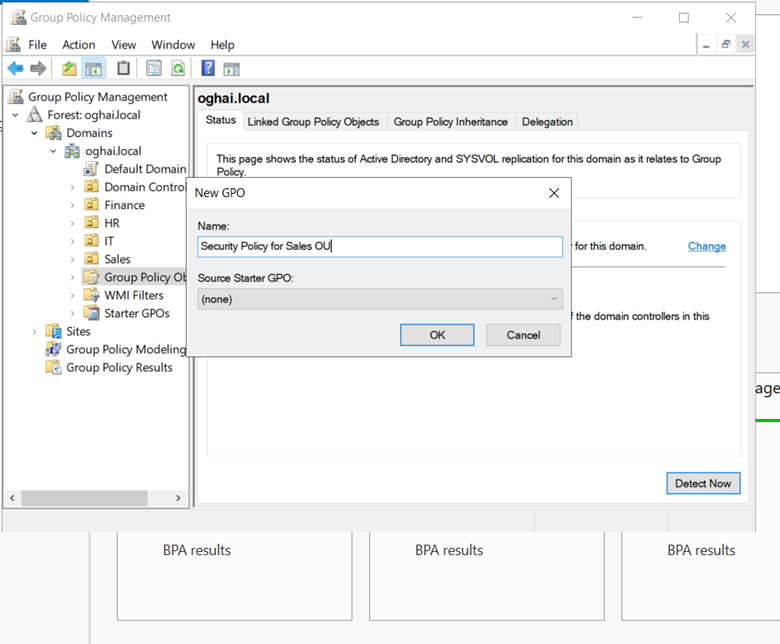 Group Policy Management
File Action View Window Help
Group Policy Management
Forest: oghai.local
Domains
oghai.local
Default Domain
Domain Control
Finance
HR
IT
Sales
Group Policy Ob
WMI Filters
Starter GPOs
Sites
Group Policy Modeling
Group Policy Results
oghai.local
Status Linked Group Policy Objects Group Policy Inheritance Delegation
This page shows the status of Active Directory and SYSVOL replication for this domain as it relates to Group
Policy.
New GPO
Name:
Security Policy for Sales OU
Source Starter GPO:
(none)
OK Cancel
for this domain. Change
f the domain controllers in this
Detect Now
age
BPA results BPA results BPA results